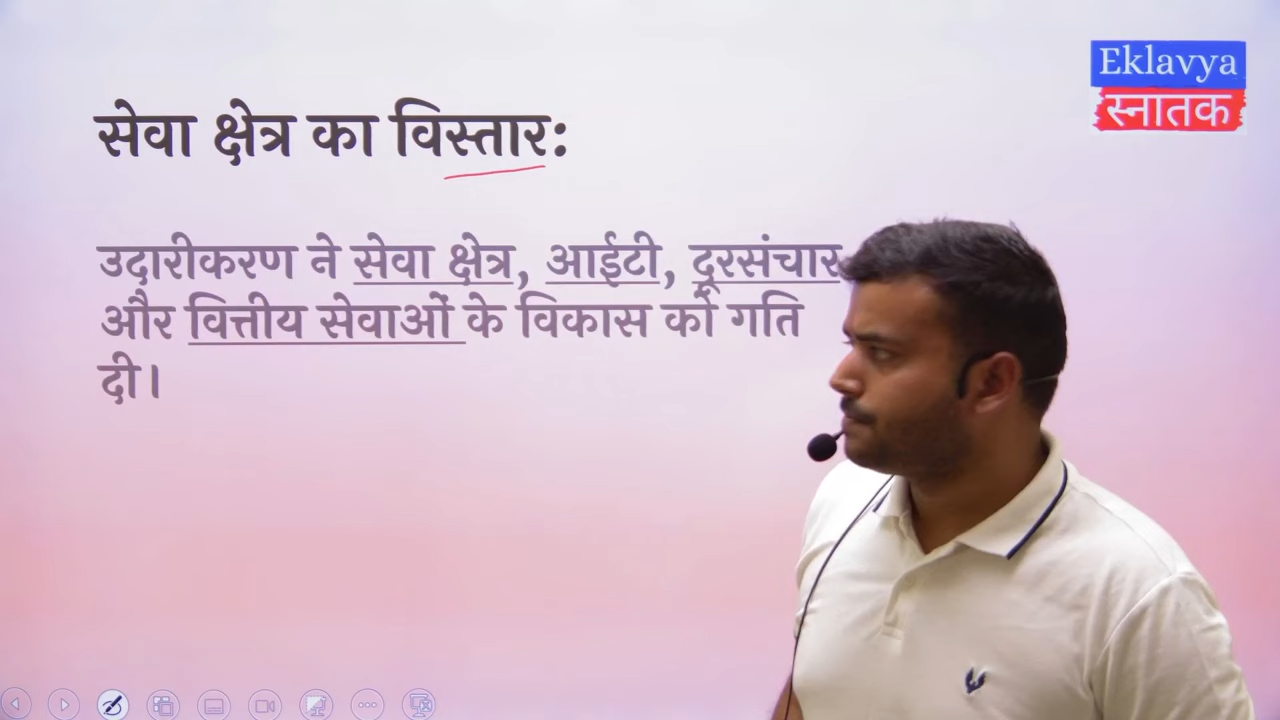 Eklavya
स्नातक
सेवा क्षेत्र का विस्तार:
उदारीकरण ने सेवा क्षेत्र, आईटी, दूरसंचार
और वित्तीय सेवाओं के विकास को गति
दी।